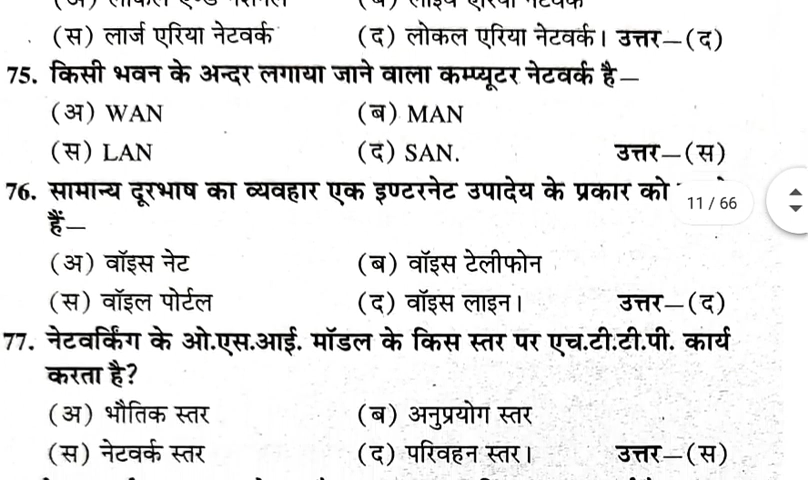 (स) लार्ज एरिया नेटवर्क (द) लोकल एरिया नेटवर्क। उत्तर—(द)
75. किसी भवन के अन्दर लगाया जाने वाला कम्प्यूटर नेटवर्क है—
(अ) WAN (ब) MAN
(स) LAN (द) SAN. उत्तर—(स)
76. सामान्य दूरभाष का व्यवहार एक इण्टरनेट उपादेय के प्रकार को
11 / 66
हैं—
(अ) वॉइस नेट (ब) वॉइस टेलीफोन
(स) वॉइल पोर्टल (द) वॉइस लाइन। उत्तर—(द)
77. नेटवर्किंग के ओ.एस.आई. मॉडल के किस स्तर पर एच.टी.टी.पी. कार्य
करता है?
(अ) भौतिक स्तर (ब) अनुप्रयोग स्तर
(स) नेटवर्क स्तर (द) परिवहन स्तर। उत्तर—(स)